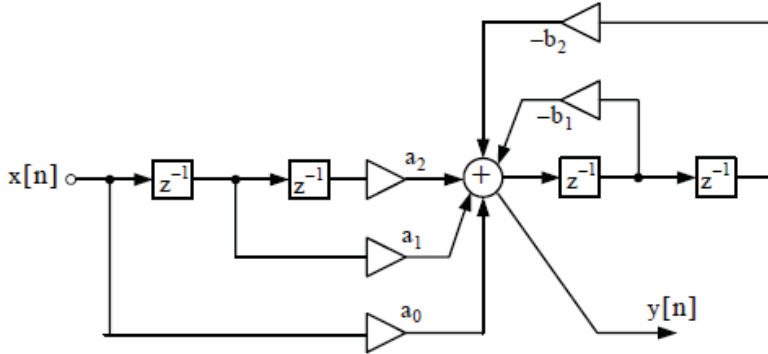 –b₂
–b₁
x[n] z⁻¹ z⁻¹ a₂ + z⁻¹ z⁻¹
a₁
a₀ y[n]